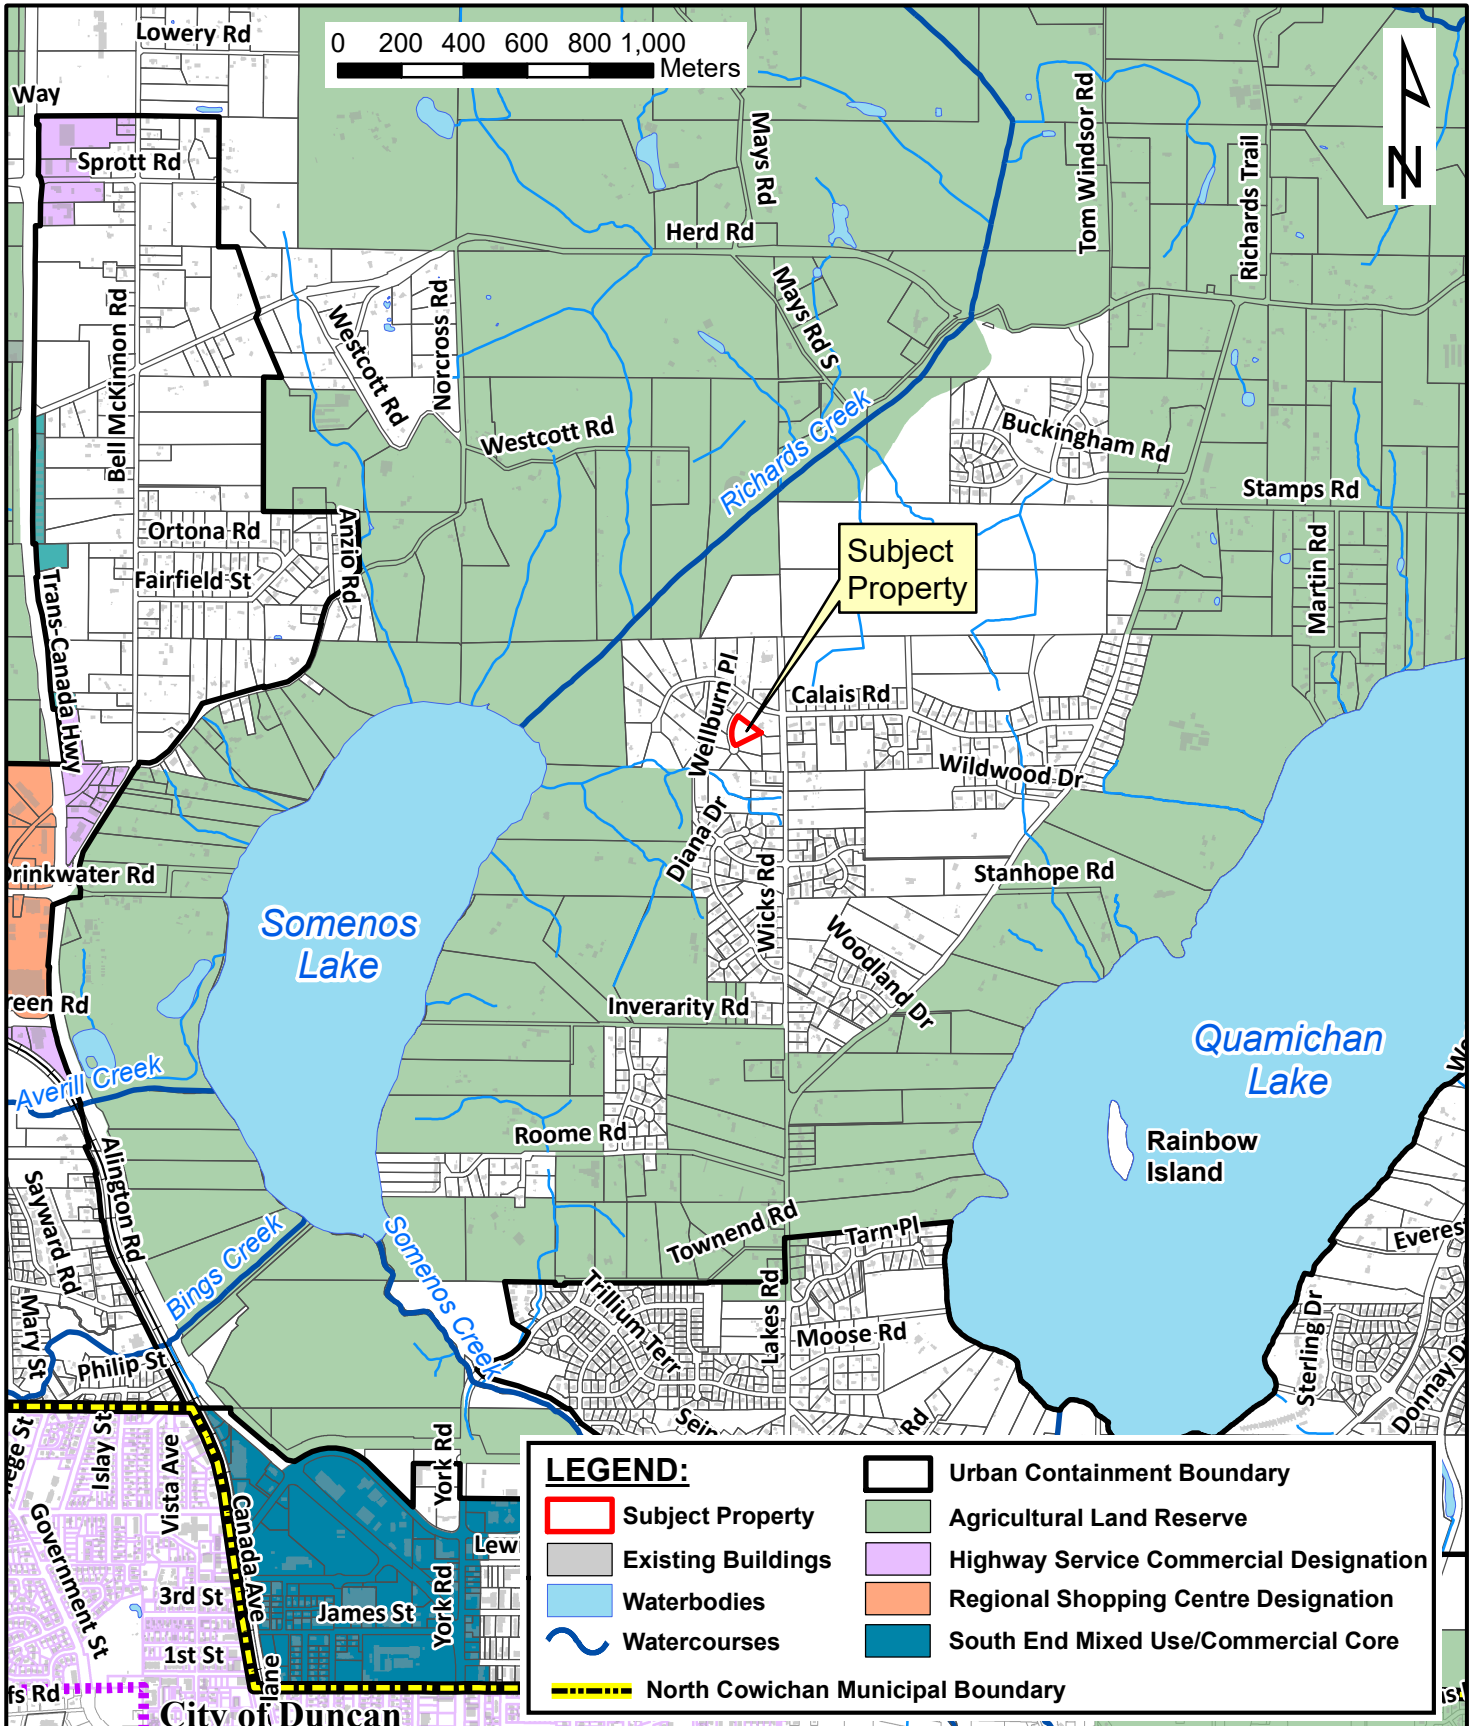 Lowery Rd
0 200 400 600 800 1,000
Meters
Way
Sprott Rd
Mays Rd
Tom Windsor Rd
Richards Trail
Herd Rd
Bell McKinnon Rd
Westcott Rd
Norcross Rd
Mays Rd S
Westcott Rd
Richards Creek
Buckingham Rd
Stamps Rd
Ortona Rd
Anzio Rd
Fairfield St
Martin Rd
Subject
Property
Trans-Canada Hwy
Wellburn Pl
Calais Rd
Wildwood Dr
Diana Dr
Stanhope Rd
rinkwater Rd
Wicks Rd
Somenos
Lake
Woodland Dr
reen Rd
Inverarity Rd
Quamichan
Lake
Averill Creek
Roome Rd
Rainbow
Island
Alington Rd
Sayward Rd
Townend Rd
Tarn Pl
Everes
Bings Creek
Somenos Creek
Mary St
Trillium Terr
Lakes Rd
Moose Rd
Sterling Dr
Philip St
Donnay D
Islay St
Vista Ave
York Rd
Rd
Government St
Canada Ave
Lew
3rd St
James St
York Rd
1st St
fs Rd
lane
City of Duncan
LEGEND:
Subject Property
Existing Buildings
Waterbodies
Watercourses
North Cowichan Municipal Boundary
Urban Containment Boundary
Agricultural Land Reserve
Highway Service Commercial Designation
Regional Shopping Centre Designation
South End Mixed Use/Commercial Core